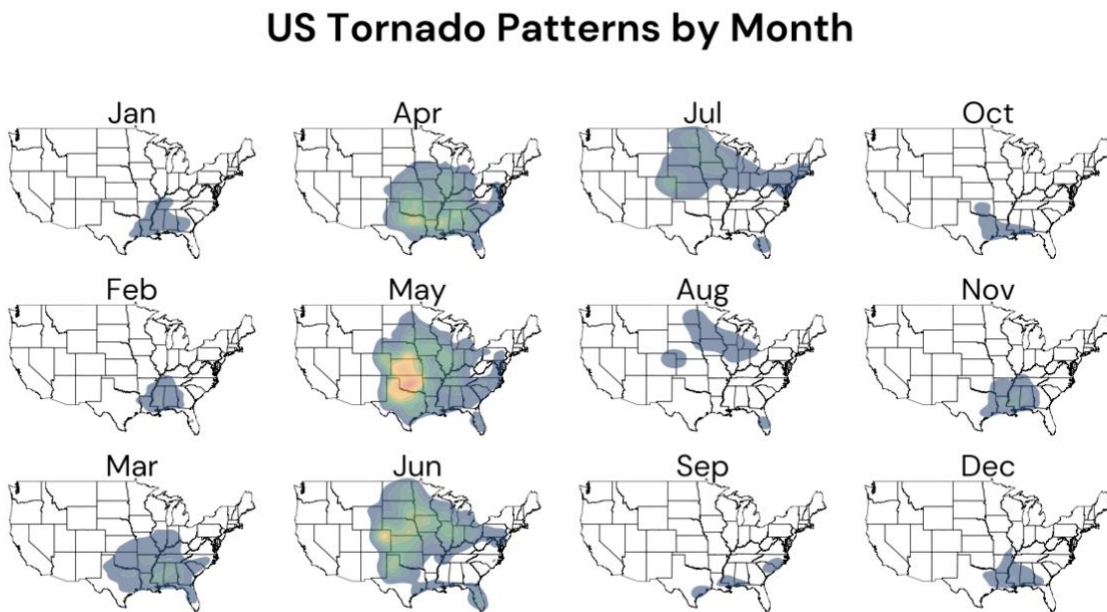 US Tornado Patterns by Month
Jan Apr Jul Oct
Feb May Aug Nov
Mar Jun Sep Dec